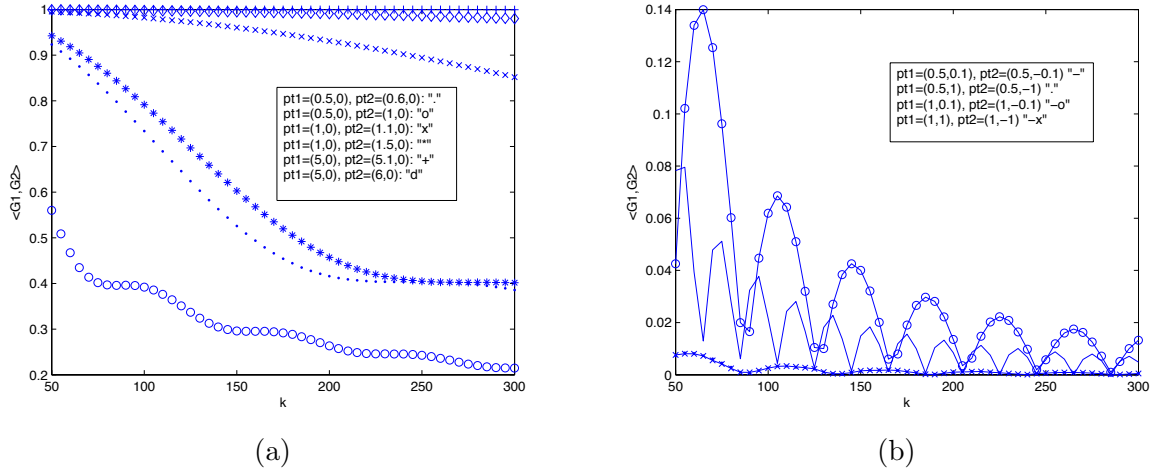 1
0.9
0.8
0.7
0.6
0.5
0.4
0.3
0.2
50 100 150 200 250 300
k
<G1,G2>
pt1=(0.5,0), pt2=(0.6,0): "."
pt1=(0.5,0), pt2=(1,0): "o"
pt1=(1,0), pt2=(1.1,0): "x"
pt1=(1,0), pt2=(1.5,0): "*"
pt1=(5,0), pt2=(5.1,0): "+"
pt1=(5,0), pt2=(6,0): "d"
(a)
0.14
0.12
0.1
0.08
0.06
0.04
0.02
0
50 100 150 200 250 300
k
<G1,G2>
pt1=(0.5,0.1), pt2=(0.5,−0.1) "−"
pt1=(0.5,1), pt2=(0.5,−1) "."
pt1=(1,0.1), pt2=(1,−0.1) "−o"
pt1=(1,1), pt2=(1,−1) "−x"
(b)